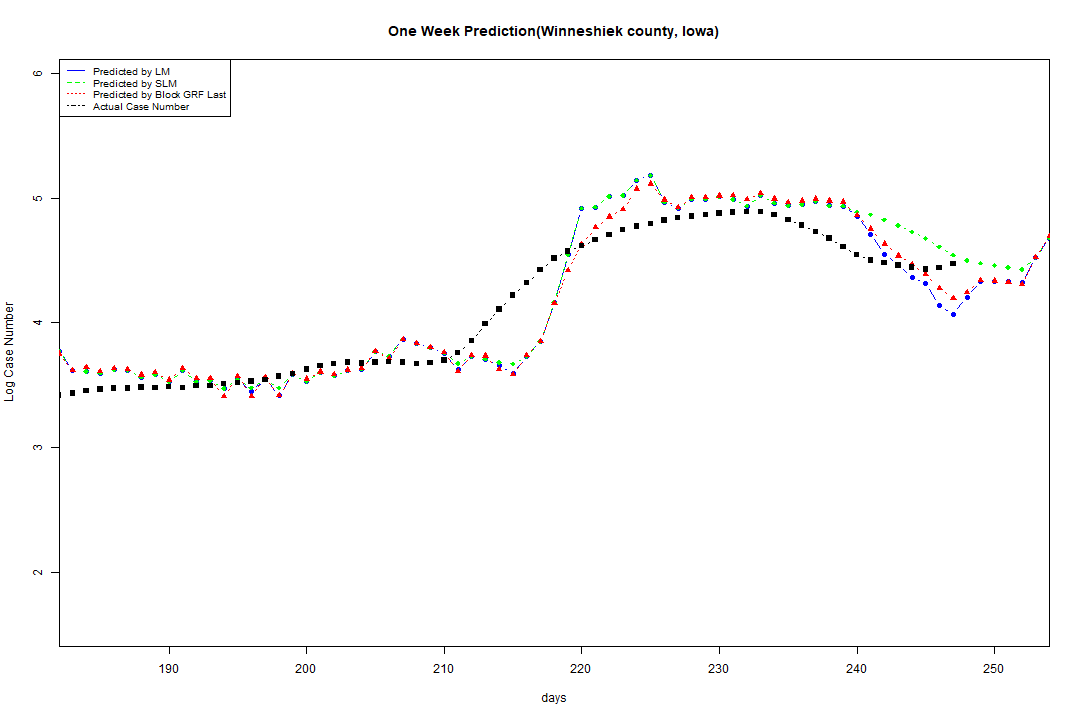 One Week Prediction(Winneshiek county, Iowa)
Predicted by LM
Predicted by SLM
Predicted by Block GRF Last
Actual Case Number
6
5
4
3
2
Log Case Number
190 200 210 220 230 240 250
days